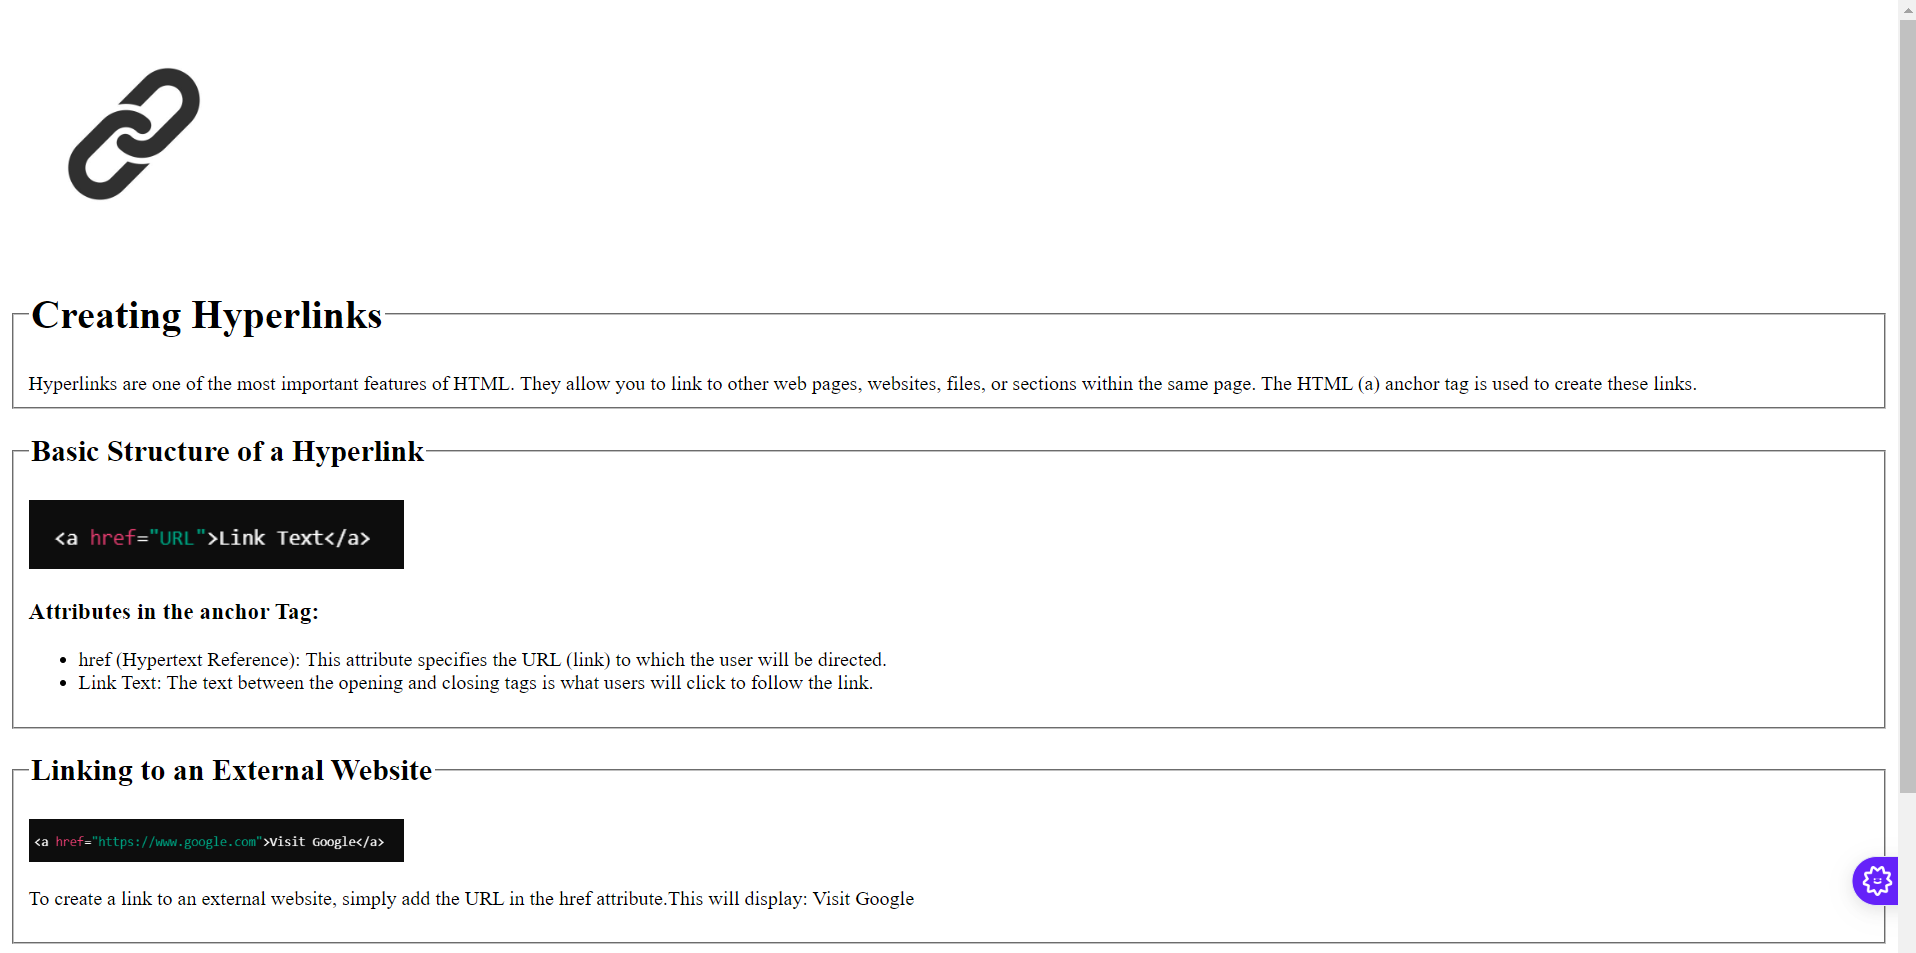 Creating Hyperlinks
Hyperlinks are one of the most important features of HTML. They allow you to link to other web pages, websites, files, or sections within the same page. The HTML (a) anchor tag is used to create these links.
Basic Structure of a Hyperlink
<a href="URL">Link Text</a>
Attributes in the anchor Tag:
• href (Hypertext Reference): This attribute specifies the URL (link) to which the user will be directed.
• Link Text: The text between the opening and closing tags is what users will click to follow the link.
Linking to an External Website
<a href="https://www.google.com">Visit Google</a>
To create a link to an external website, simply add the URL in the href attribute.This will display: Visit Google